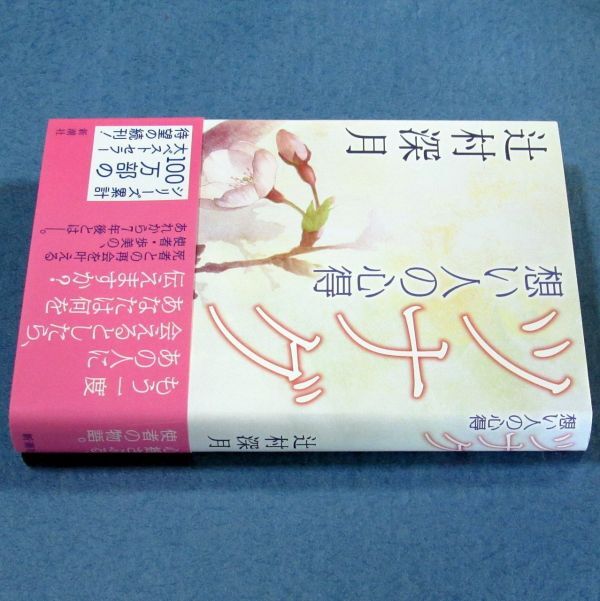 ツナグ
想い人の心得
辻村深月
もう一度
あの人に
会えるとしたら、
あなたは何を
伝えますか?
死者との再会を叶える
使者・歩美の、
あれから7年後とは――。
シリーズ累計
100万部の
大ベストセラー
待望の続刊!
新潮社
ツナグ
想い人の心得
辻村深月
使者の物語。